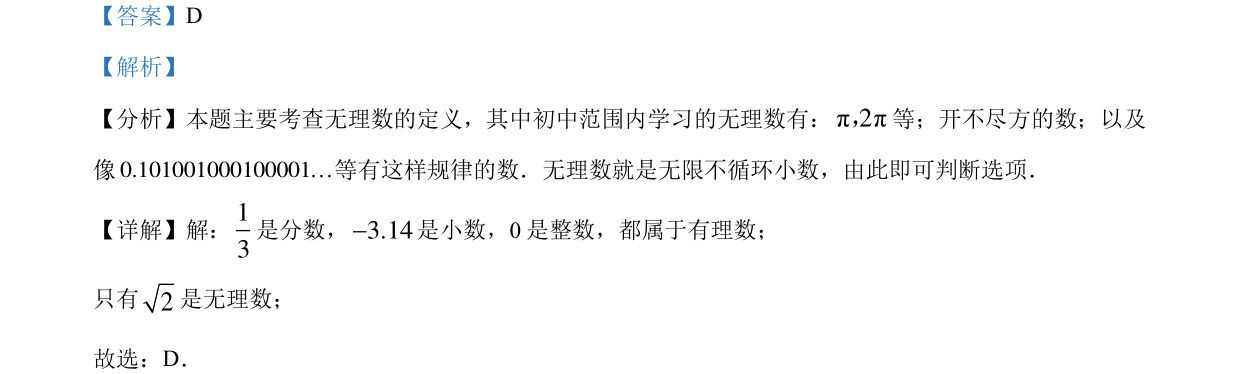 【答案】D
【解析】
【分析】本题主要考查无理数的定义，其中初中范围内学习的无理数有：π,2π等；开不尽方的数；以及
像0.101001000100001…等有这样规律的数．无理数就是无限不循环小数，由此即可判断选项．
【详解】解：1/3是分数，–3.14是小数，0是整数，都属于有理数；
只有√2是无理数；
故选：D．